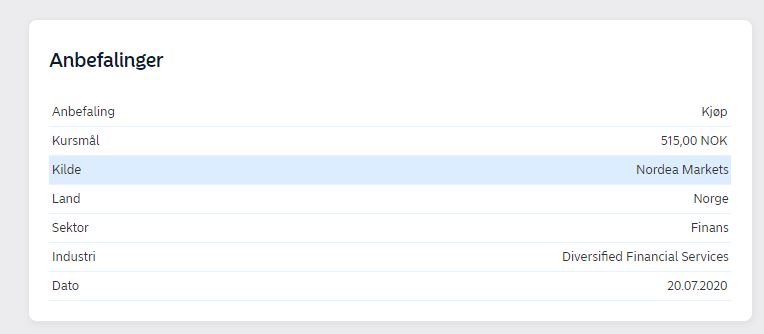 Anbefalinger
Anbefaling Kjøp
Kursmål 515,00 NOK
Kilde Nordea Markets
Land Norge
Sektor Finans
Industri Diversified Financial Services
Dato 20.07.2020